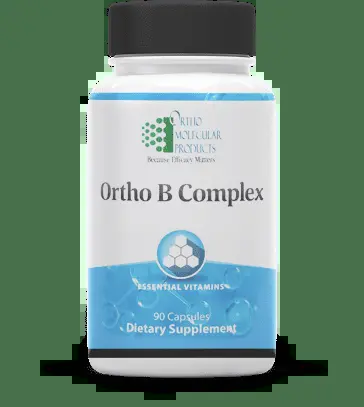 ORTHO
MOLECULAR
PRODUCTS
Because Efficacy Matters
Ortho B Complex
ESSENTIAL VITAMINS
90 Capsules
Dietary Supplement